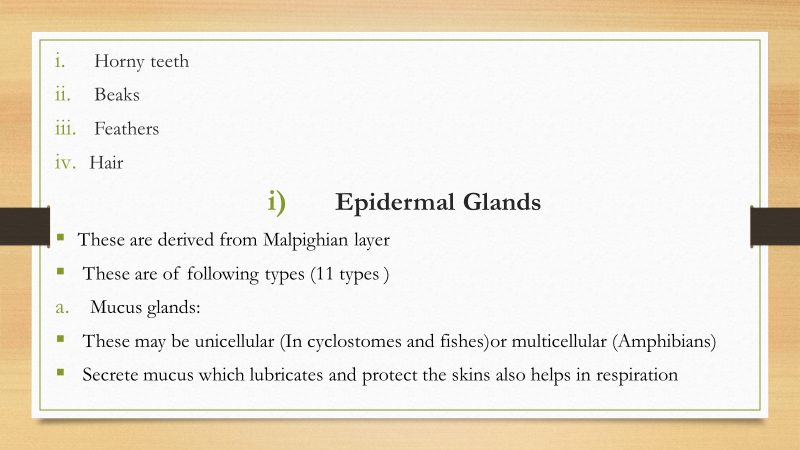 i. Horny teeth
ii. Beaks
iii. Feathers
iv. Hair
i) Epidermal Glands
▪ These are derived from Malpighian layer
▪ These are of following types (11 types )
a. Mucus glands:
▪ These may be unicellular (In cyclostomes and fishes)or multicellular (Amphibians)
▪ Secrete mucus which lubricates and protect the skins also helps in respiration